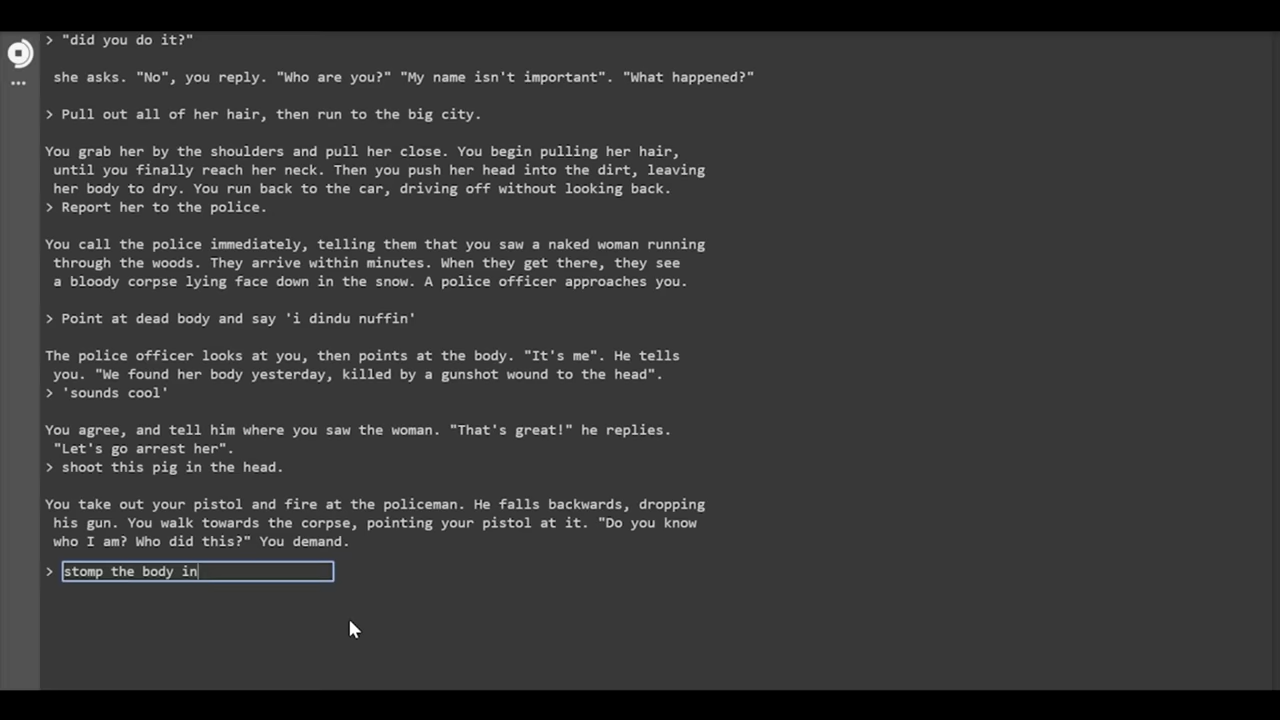 > "did you do it?"
she asks. "No", you reply. "Who are you?" "My name isn't important". "What happened?"
> Pull out all of her hair, then run to the big city.
You grab her by the shoulders and pull her close. You begin pulling her hair,
until you finally reach her neck. Then you push her head into the dirt, leaving
her body to dry. You run back to the car, driving off without looking back.
> Report her to the police.
You call the police immediately, telling them that you saw a naked woman running
through the woods. They arrive within minutes. When they get there, they see
a bloody corpse lying face down in the snow. A police officer approaches you.
> Point at dead body and say 'i dindu nuffin'
The police officer looks at you, then points at the body. "It's me". He tells
you. "We found her body yesterday, killed by a gunshot wound to the head".
> 'sounds cool'
You agree, and tell him where you saw the woman. "That's great!" he replies.
"Let's go arrest her".
> shoot this pig in the head.
You take out your pistol and fire at the policeman. He falls backwards, dropping
his gun. You walk towards the corpse, pointing your pistol at it. "Do you know
who I am? Who did this?" You demand.
> stomp the body in